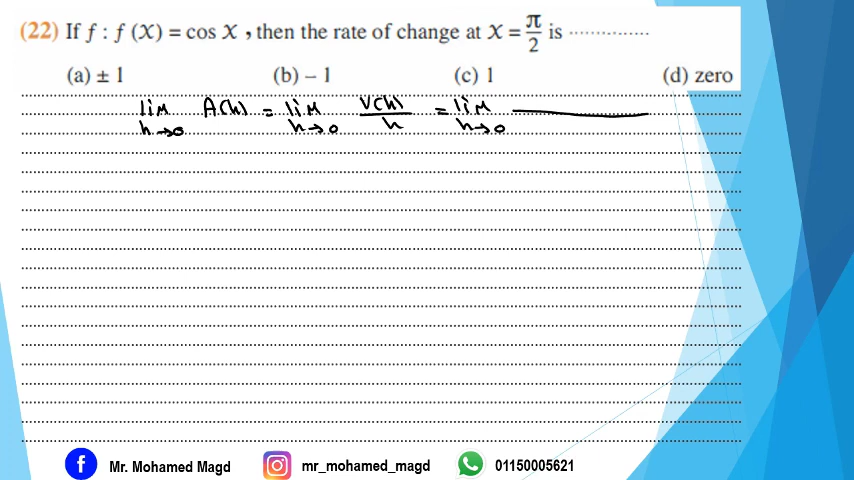 (22) If f : f (X) = cos X , then the rate of change at X = π/2 is ...............
(a) ± 1 (b) – 1 (c) 1 (d) zero
lim h→0 A(h) = lim h→0 V(h)/h = lim h→0
Mr. Mohamed Magd mr_mohamed_magd 01150005621